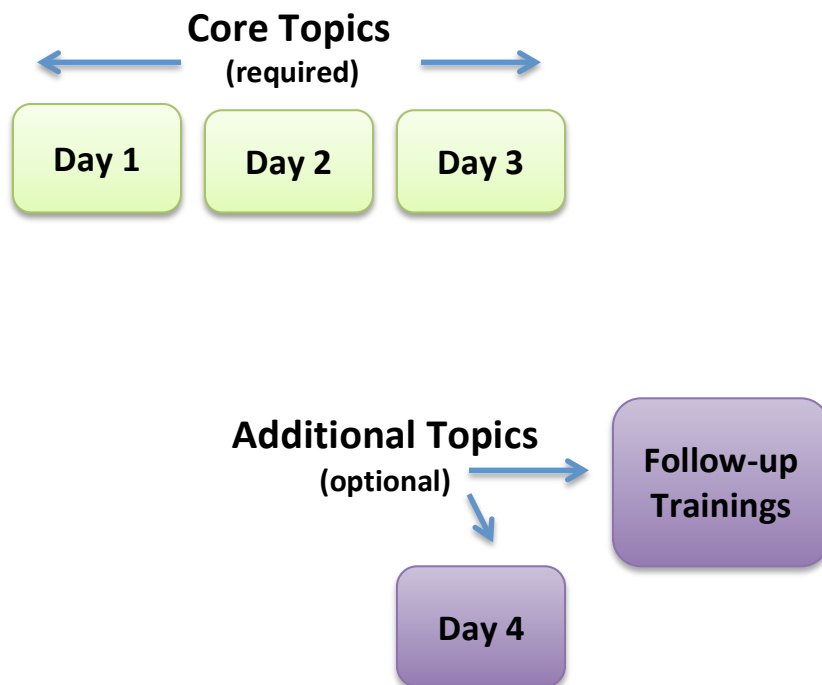 Core Topics
(required)
Day 1
Day 2
Day 3
Additional Topics
(optional)
Follow-up
Trainings
Day 4